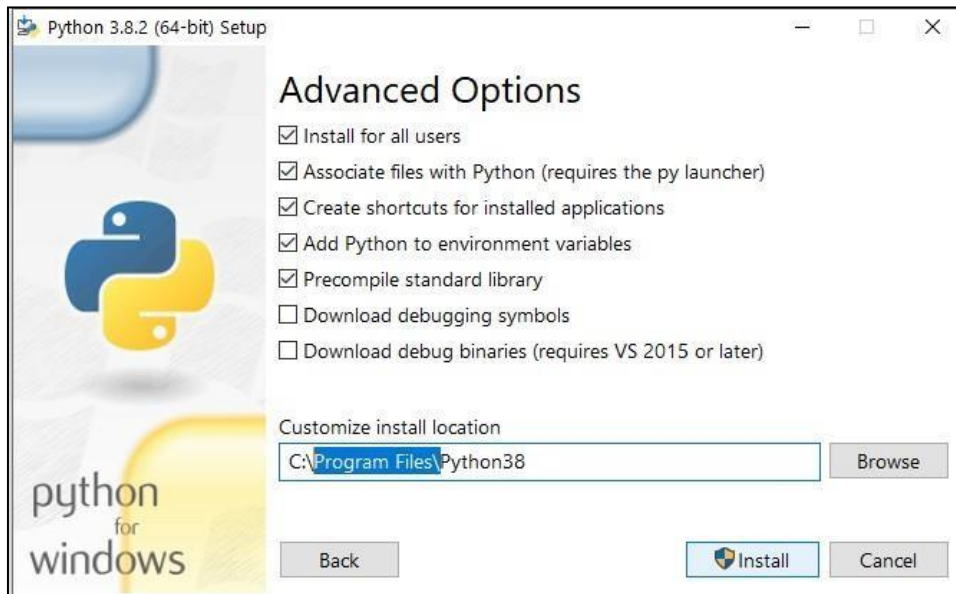 Python 3.8.2 (64-bit) Setup
Advanced Options
Install for all users
Associate files with Python (requires the py launcher)
Create shortcuts for installed applications
Add Python to environment variables
Precompile standard library
Download debugging symbols
Download debug binaries (requires VS 2015 or later)
Customize install location
C:\Program Files\Python38
Browse
python
for
windows
Back
Install
Cancel